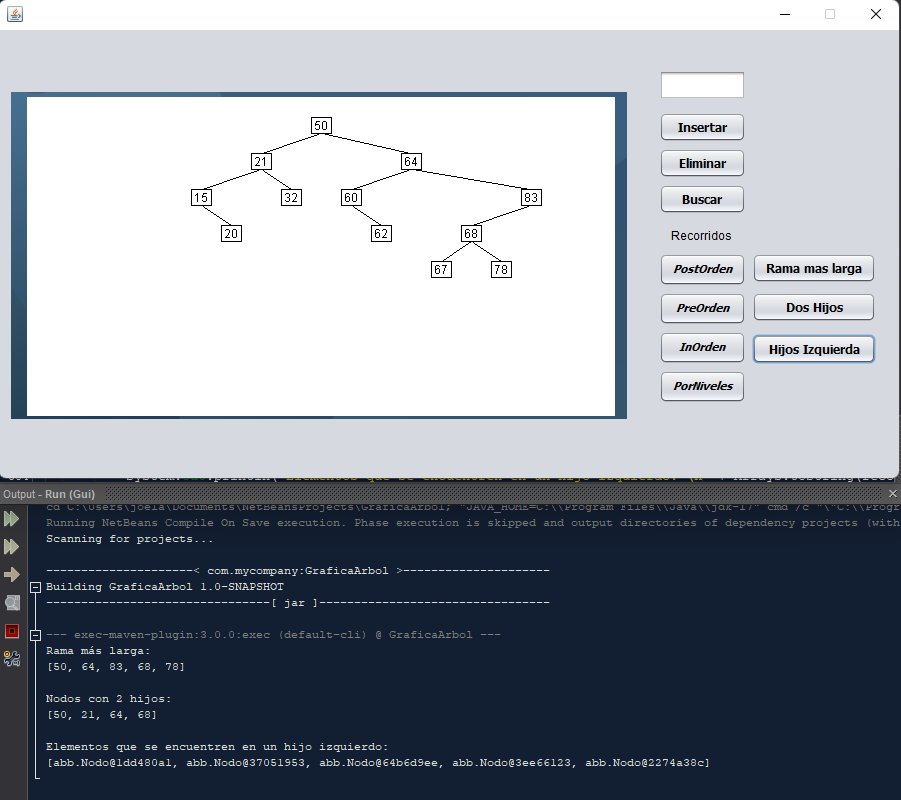 50
21
64
15
32
60
83
20
62
68
67
78
Insertar
Eliminar
Buscar
Recorridos
PostOrden
Rama mas larga
PreOrden
Dos Hijos
InOrden
Hijos Izquierda
PorNiveles
Output - Run (Gui)
cd C:\Users\joela\Documents\NetBeansProjects\GraficaArbol; "JAVA_HOME=C:\\Program Files\\Java\\jdk-17" cmd /c "\"C:\\Progr
Running NetBeans Compile On Save execution. Phase execution is skipped and output directories of dependency projects (with
Scanning for projects...
---------------------< com.mycompany:GraficaArbol >---------------------
Building GraficaArbol 1.0-SNAPSHOT
--------------------------------[ jar ]---------------------------------
--- exec-maven-plugin:3.0.0:exec (default-cli) @ GraficaArbol ---
Rama más larga:
[50, 64, 83, 68, 78]
Nodos con 2 hijos:
[50, 21, 64, 68]
Elementos que se encuentren en un hijo izquierdo:
[abb.Nodo@1dd480a1, abb.Nodo@37051953, abb.Nodo@64b6d9ee, abb.Nodo@3ee66123, abb.Nodo@2274a38c]